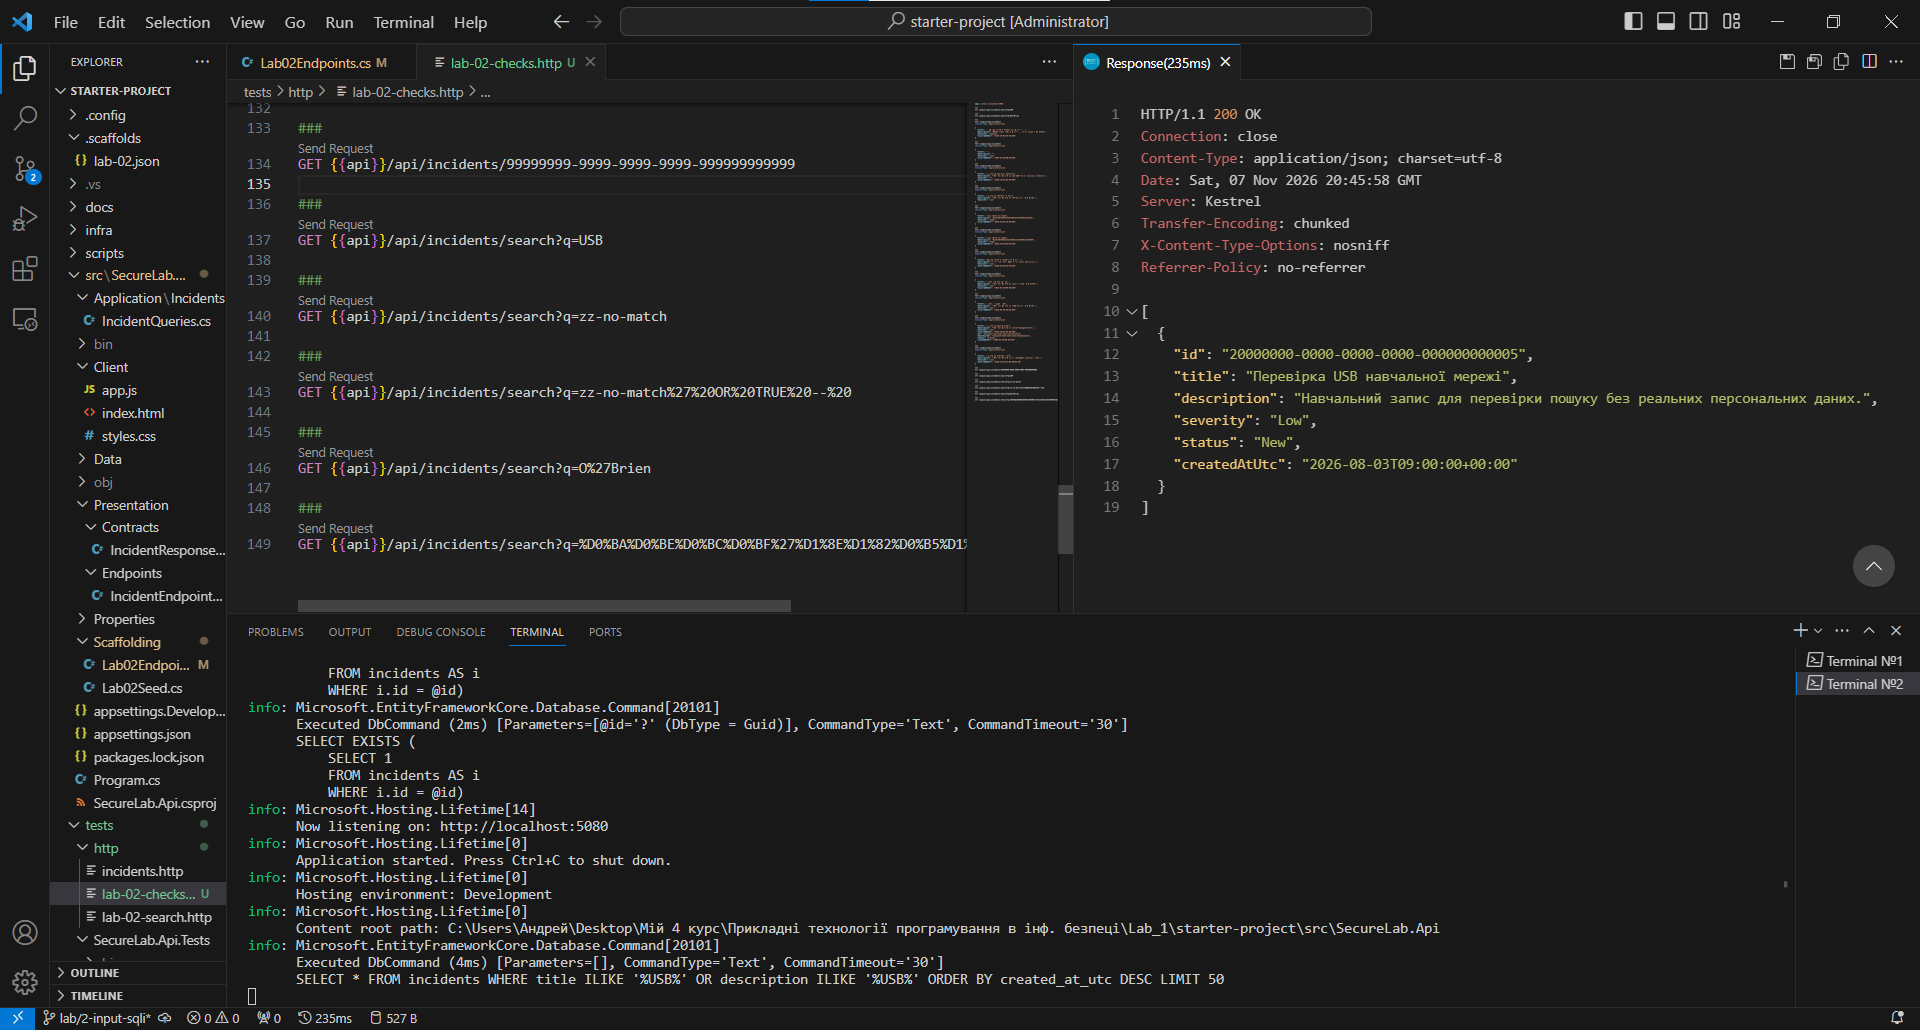 File Edit Selection View Go Run Terminal Help
starter-project [Administrator]
EXPLORER
STARTER-PROJECT
.config
.scaffolds
lab-02.json
.vs
docs
infra
scripts
src\SecureLab....
Application\Incidents
IncidentQueries.cs
bin
Client
app.js
index.html
styles.css
Data
obj
Presentation
Contracts
IncidentResponse...
Endpoints
IncidentEndpoint...
Properties
Scaffolding
Lab02Endpoi... M
Lab02Seed.cs
appsettings.Develop...
appsettings.json
packages.lock.json
Program.cs
SecureLab.Api.csproj
tests
http
incidents.http
lab-02-checks... U
lab-02-search.http
SecureLab.Api.Tests
OUTLINE
TIMELINE
2
Lab02Endpoints.cs M
lab-02-checks.http U
tests > http > lab-02-checks.http > ...
132
133 ###
Send Request
134 GET {{api}}/api/incidents/99999999-9999-9999-9999-999999999999
135
136 ###
Send Request
137 GET {{api}}/api/incidents/search?q=USB
138
139 ###
Send Request
140 GET {{api}}/api/incidents/search?q=zz-no-match
141
142 ###
Send Request
143 GET {{api}}/api/incidents/search?q=zz-no-match%27%20OR%20TRUE%20--%20
144
145 ###
Send Request
146 GET {{api}}/api/incidents/search?q=O%27Brien
147
148 ###
Send Request
149 GET {{api}}/api/incidents/search?q=%D0%BA%D0%BE%D0%BC%D0%BF%27%D1%8E%D1%82%D0%B5%D1%
Response(235ms)
1 HTTP/1.1 200 OK
2 Connection: close
3 Content-Type: application/json; charset=utf-8
4 Date: Sat, 07 Nov 2026 20:45:58 GMT
5 Server: Kestrel
6 Transfer-Encoding: chunked
7 X-Content-Type-Options: nosniff
8 Referrer-Policy: no-referrer
9
10 [
11 {
12 "id": "20000000-0000-0000-0000-000000000005",
13 "title": "Перевірка USB навчальної мережі",
14 "description": "Навчальний запис для перевірки пошуку без реальних персональних даних.",
15 "severity": "Low",
16 "status": "New",
17 "createdAtUtc": "2026-08-03T09:00:00+00:00"
18 }
19 ]
PROBLEMS OUTPUT DEBUG CONSOLE TERMINAL PORTS
FROM incidents AS i
WHERE i.id = @id)
info: Microsoft.EntityFrameworkCore.Database.Command[20101]
Executed DbCommand (2ms) [Parameters=[@id='?' (DbType = Guid)], CommandType='Text', CommandTimeout='30']
SELECT EXISTS (
SELECT 1
FROM incidents AS i
WHERE i.id = @id)
info: Microsoft.Hosting.Lifetime[14]
Now listening on: http://localhost:5080
info: Microsoft.Hosting.Lifetime[0]
Application started. Press Ctrl+C to shut down.
info: Microsoft.Hosting.Lifetime[0]
Hosting environment: Development
info: Microsoft.Hosting.Lifetime[0]
Content root path: C:\Users\Андрей\Desktop\Мій 4 курс\Прикладні технології програмування в інф. безпеці\Lab_1\starter-project\src\SecureLab.Api
info: Microsoft.EntityFrameworkCore.Database.Command[20101]
Executed DbCommand (4ms) [Parameters=[], CommandType='Text', CommandTimeout='30']
SELECT * FROM incidents WHERE title ILIKE '%USB%' OR description ILIKE '%USB%' ORDER BY created_at_utc DESC LIMIT 50
Terminal №1
Terminal №2
lab/2-input-sqli* 0 0 0 235ms 527 B